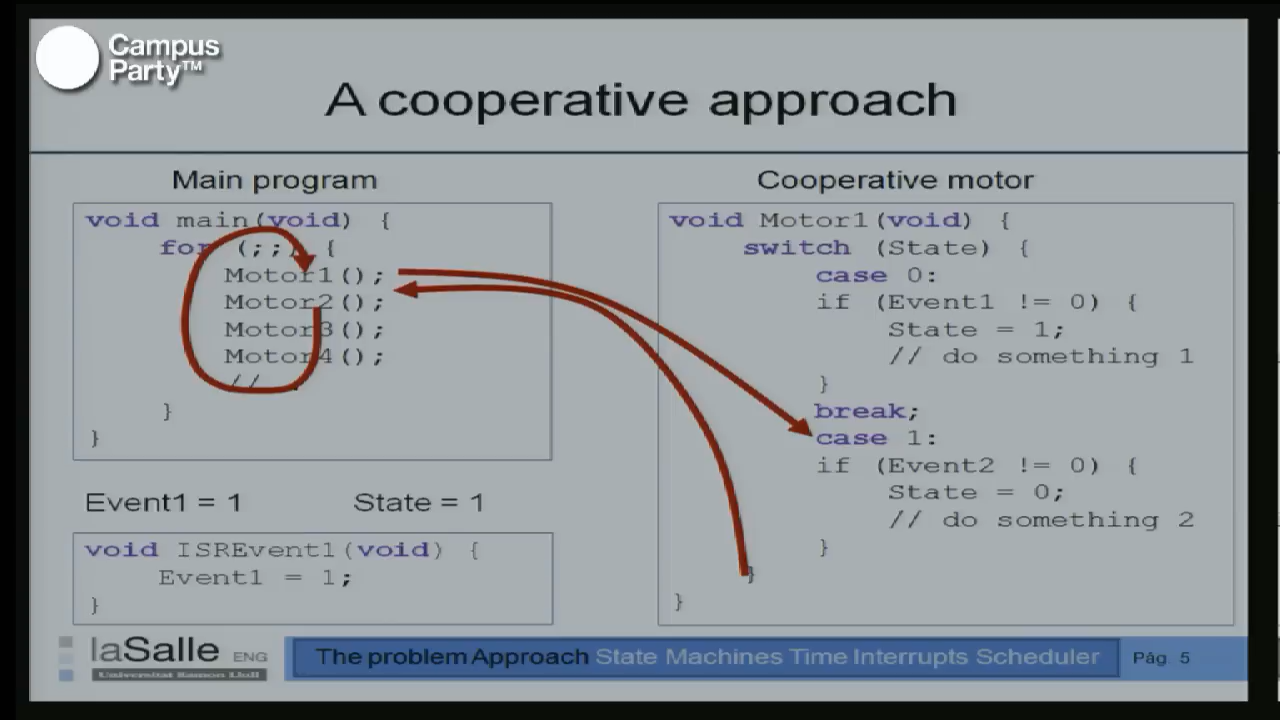 Campus
Party™
A cooperative approach
Main program
void main(void) {
for (;;) {
Motor1();
Motor2();
Motor3();
Motor4();
//
}
}
Event1 = 1 State = 1
void ISREvent1(void) {
Event1 = 1;
}
Cooperative motor
void Motor1(void) {
switch (State) {
case 0:
if (Event1 != 0) {
State = 1;
// do something 1
}
break;
case 1:
if (Event2 != 0) {
State = 0;
// do something 2
}
}
}
laSalle ENG
Universitat Ramon Llull
The problem Approach State Machines Time Interrupts Scheduler
Pàg. 5